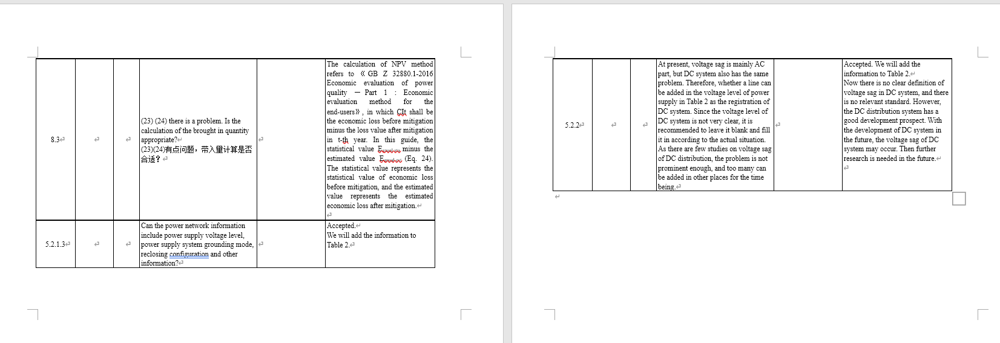 8.3
(23) (24) there is a problem. Is the
calculation of the brought in quantity
appropriate?
(23)(24)有点问题，带入量计算是否
合适？
The calculation of NPV method
refers to 《 GB Z 32880.1-2016
Economic evaluation of power
quality — Part 1 : Economic
evaluation method for the
end-users》, in which CIt shall be
the economic loss before mitigation
minus the loss value after mitigation
in t-th year. In this guide, the
statistical value minus the
estimated value (Eq. 24).
The statistical value represents the
statistical value of economic loss
before mitigation, and the estimated
value represents the estimated
economic loss after mitigation.
5.2.1.3
Can the power network information
include power supply voltage level,
power supply system grounding mode,
reclosing configuration and other
information?
Accepted.
We will add the information to
Table 2.
5.2.2
At present, voltage sag is mainly AC
part, but DC system also has the same
problem. Therefore, whether a line can
be added in the voltage level of power
supply in Table 2 as the registration of
DC system. Since the voltage level of
DC system is not very clear, it is
recommended to leave it blank and fill
it in according to the actual situation.
As there are few studies on voltage sag
of DC distribution, the problem is not
prominent enough, and too many can
be added in other places for the time
being.
Accepted. We will add the
information to Table 2.
Now there is no clear definition of
voltage sag in DC system, and there
is no relevant standard. However,
the DC distribution system has a
good development prospect. With
the development of DC system in
the future, the voltage sag of DC
system may occur. Then further
research is needed in the future.